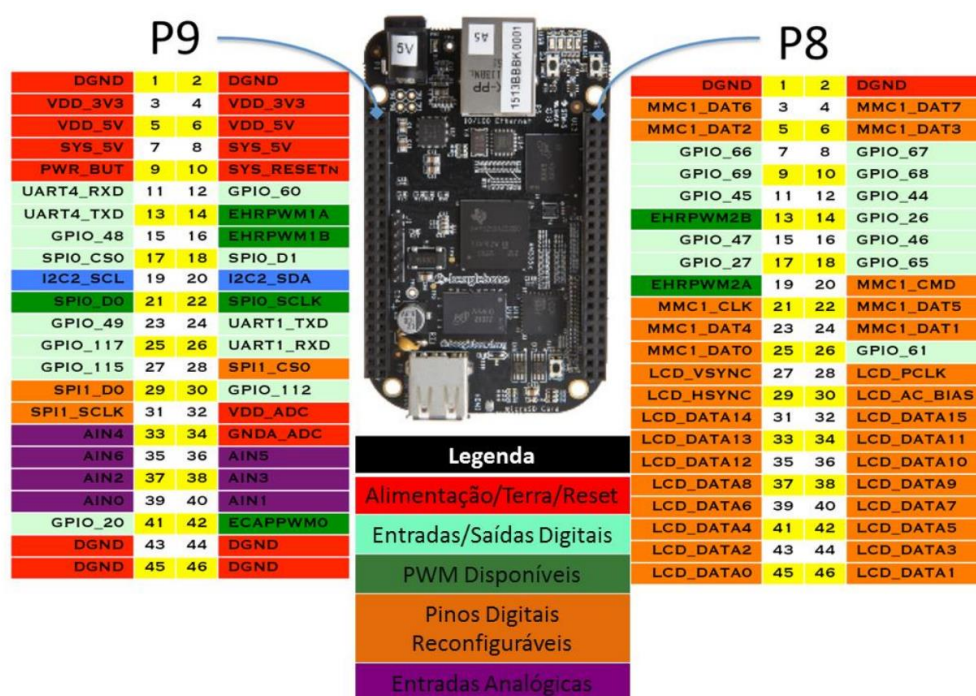 P9
P8
DGND 1 2 DGND
VDD_3V3 3 4 VDD_3V3
VDD_5V 5 6 VDD_5V
SYS_5V 7 8 SYS_5V
PWR_BUT 9 10 SYS_RESETn
UART4_RXD 11 12 GPIO_60
UART4_TXD 13 14 EHRPWM1A
GPIO_48 15 16 EHRPWM1B
SPI0_CS0 17 18 SPI0_D1
I2C2_SCL 19 20 I2C2_SDA
SPI0_D0 21 22 SPI0_SCLK
GPIO_49 23 24 UART1_TXD
GPIO_117 25 26 UART1_RXD
GPIO_115 27 28 SPI1_CS0
SPI1_D0 29 30 GPIO_112
SPI1_SCLK 31 32 VDD_ADC
AIN4 33 34 GNDA_ADC
AIN6 35 36 AIN5
AIN2 37 38 AIN3
AIN0 39 40 AIN1
GPIO_20 41 42 ECAPPWM0
DGND 43 44 DGND
DGND 45 46 DGND
5V
A5
1513BBBK0001
10/100 Ethernet
beaglebone
microSD Card
Legenda
Alimentação/Terra/Reset
Entradas/Saídas Digitais
PWM Disponíveis
Pinos Digitais
Reconfiguráveis
Entradas Analógicas
DGND 1 2 DGND
MMC1_DAT6 3 4 MMC1_DAT7
MMC1_DAT2 5 6 MMC1_DAT3
GPIO_66 7 8 GPIO_67
GPIO_69 9 10 GPIO_68
GPIO_45 11 12 GPIO_44
EHRPWM2B 13 14 GPIO_26
GPIO_47 15 16 GPIO_46
GPIO_27 17 18 GPIO_65
EHRPWM2A 19 20 MMC1_CMD
MMC1_CLK 21 22 MMC1_DAT5
MMC1_DAT4 23 24 MMC1_DAT1
MMC1_DAT0 25 26 GPIO_61
LCD_VSYNC 27 28 LCD_PCLK
LCD_HSYNC 29 30 LCD_AC_BIAS
LCD_DATA14 31 32 LCD_DATA15
LCD_DATA13 33 34 LCD_DATA11
LCD_DATA12 35 36 LCD_DATA10
LCD_DATA8 37 38 LCD_DATA9
LCD_DATA6 39 40 LCD_DATA7
LCD_DATA4 41 42 LCD_DATA5
LCD_DATA2 43 44 LCD_DATA3
LCD_DATA0 45 46 LCD_DATA1